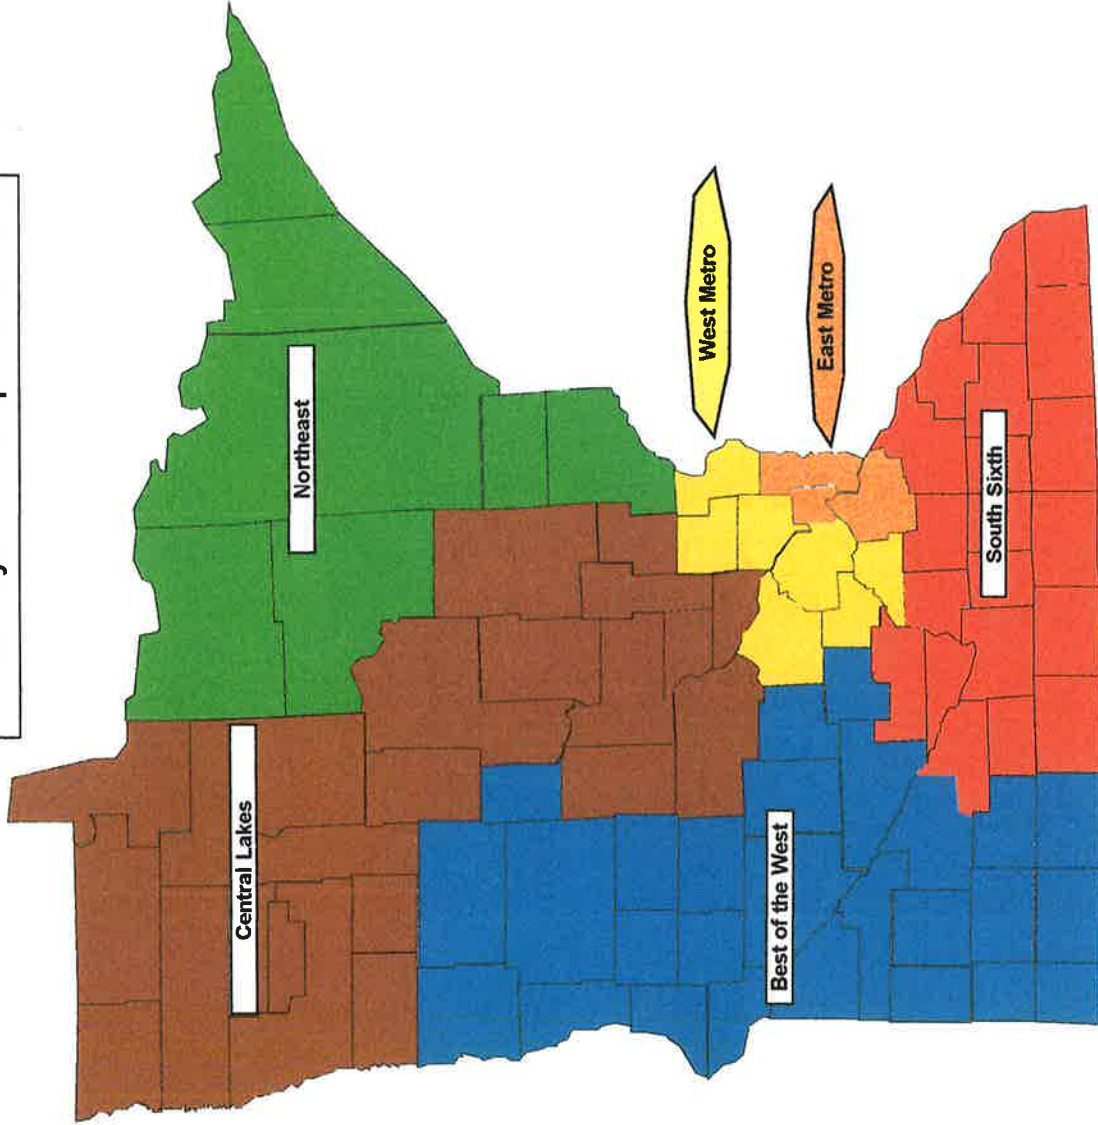 Northeast
West Metro
East Metro
Central Lakes
South Sixth
Best of the West